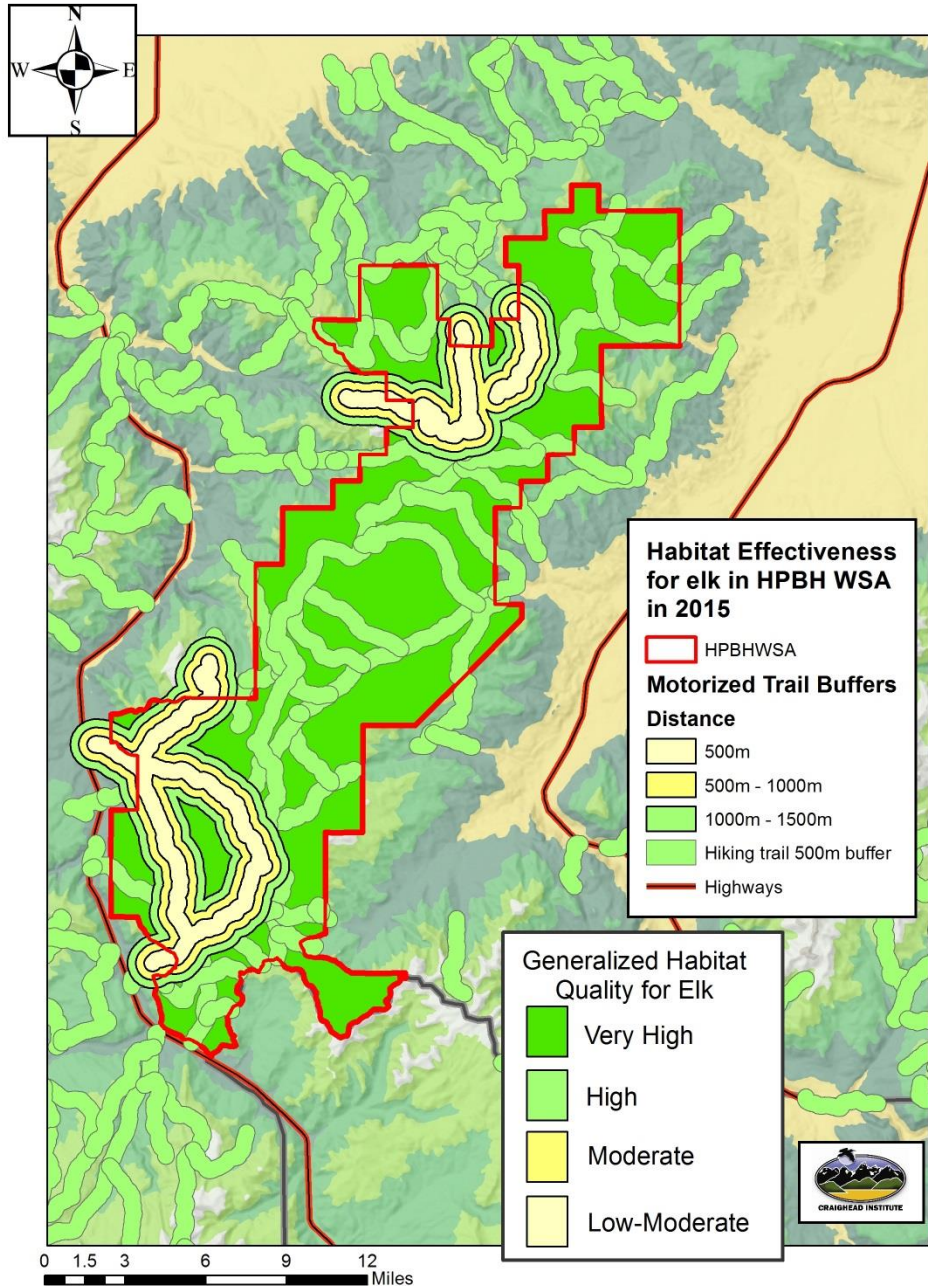 N
W
E
S
Habitat Effectiveness
for elk in HPBH WSA
in 2015
HPBHWSA
Motorized Trail Buffers
Distance
500m
500m - 1000m
1000m - 1500m
Hiking trail 500m buffer
Highways
Generalized Habitat
Quality for Elk
Very High
High
Moderate
Low-Moderate
CRAIGHEAD INSTITUTE
0 1.5 3 6 9 12
Miles